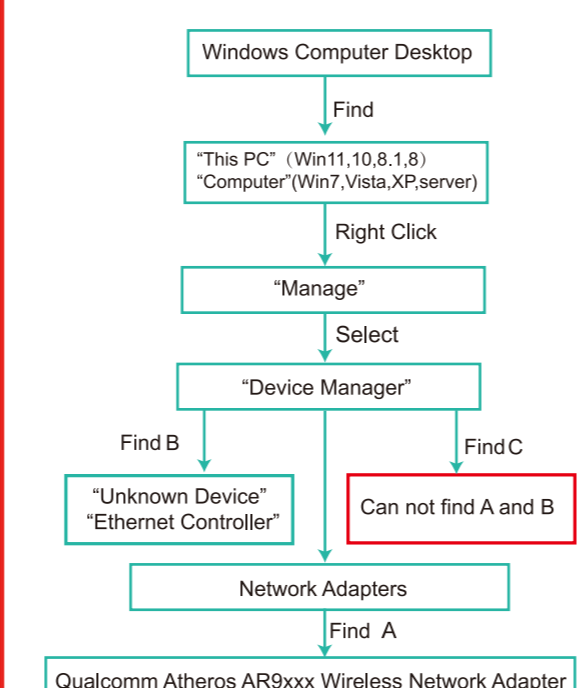 Windows Computer Desktop
Find
“This PC”（Win11,10,8.1,8）
“Computer”(Win7,Vista,XP,server)
Right Click
“Manage”
Select
“Device Manager”
Find B
Find C
“Unknown Device”
“Ethernet Controller”
Can not find A and B
Network Adapters
Find A
Qualcomm Atheros AR9xxx Wireless Network Adapter